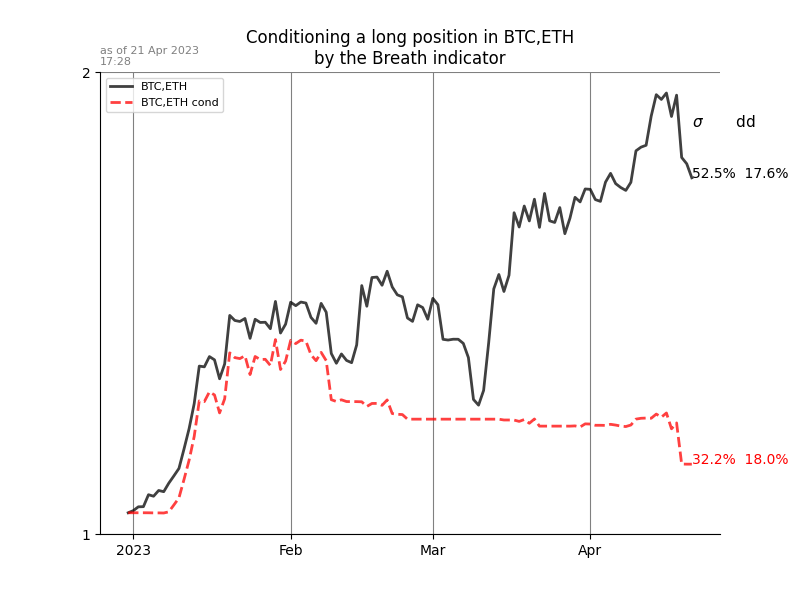 Conditioning a long position in BTC,ETH
by the Breath indicator
as of 21 Apr 2023
17:28
2
BTC,ETH
BTC,ETH cond
σ dd
52.5% 17.6%
32.2% 18.0%
1
2023 Feb Mar Apr